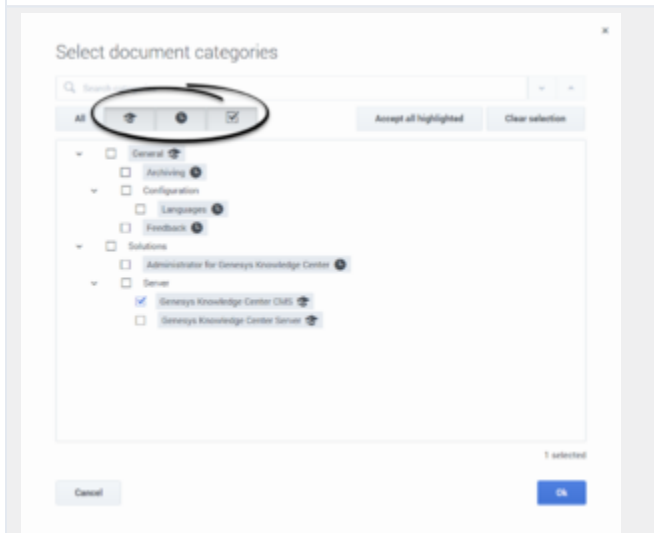 Select document categories
Search
All
Accept all highlighted Clear selection
General
Archiving
Configuration
Languages
Feedback
Solutions
Administrator for Genesys Knowledge Center
Server
Genesys Knowledge Center CMS
Genesys Knowledge Center Server
1 selected
Cancel Ok